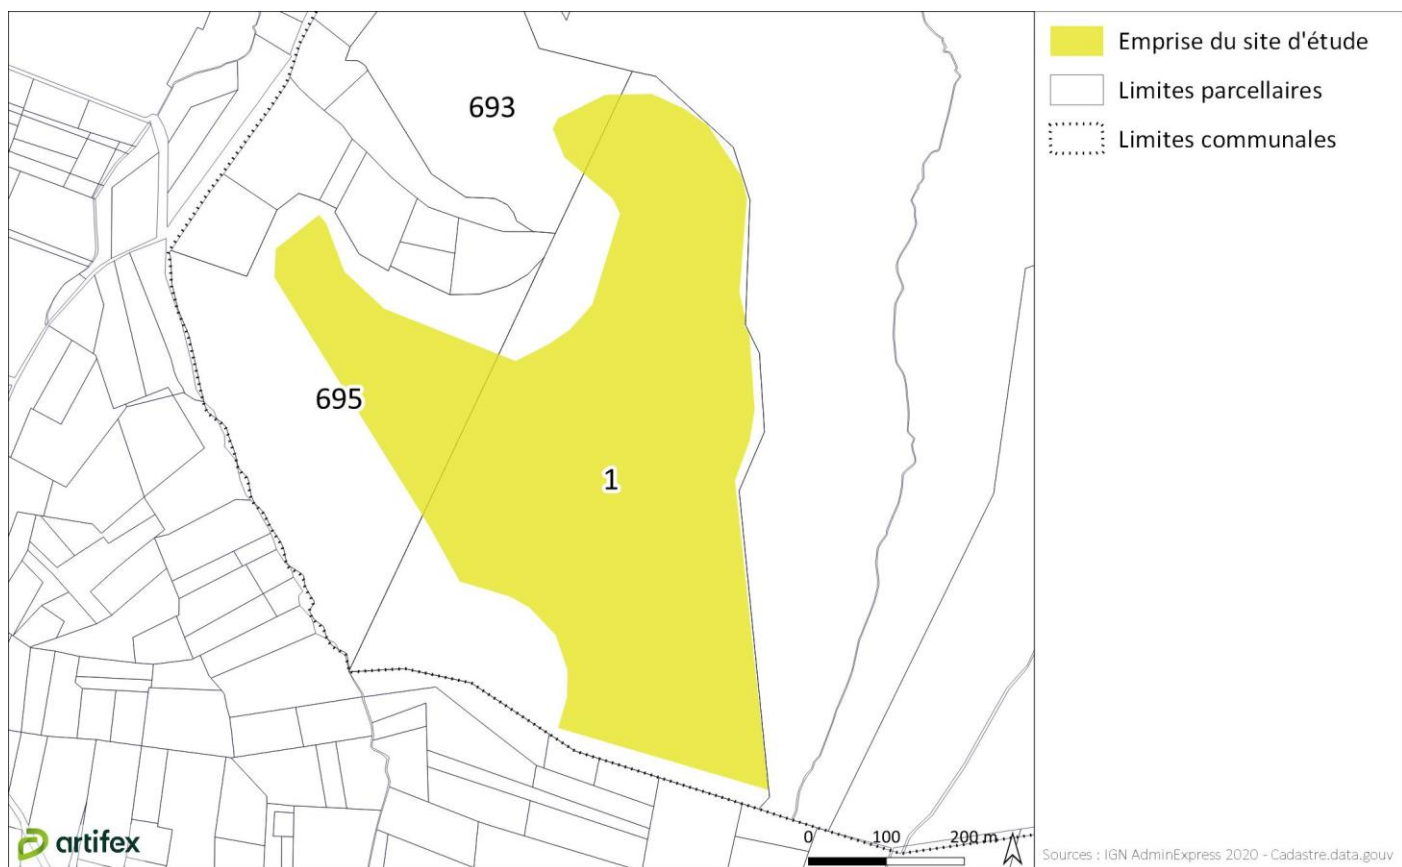 Emprise du site d'étude
Limites parcellaires
Limites communales
693
695
1
artifex
0 100 200 m
Sources : IGN AdminExpress 2020 - Cadastre.data.gouv